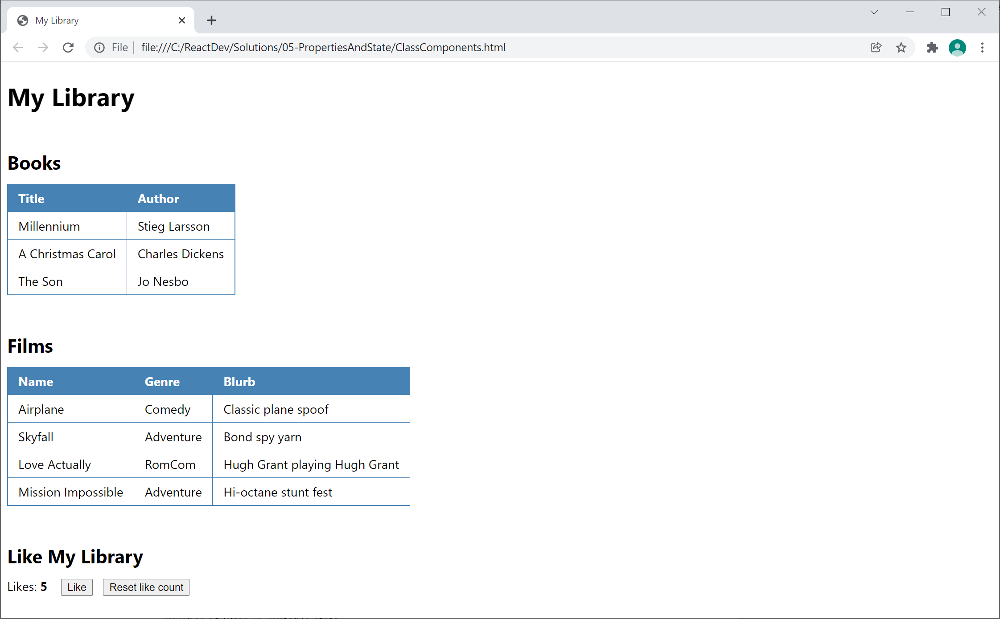 My Library
File | file:///C:/ReactDev/Solutions/05-PropertiesAndState/ClassComponents.html
My Library
Books
Title Author
Millennium Stieg Larsson
A Christmas Carol Charles Dickens
The Son Jo Nesbo
Films
Name Genre Blurb
Airplane Comedy Classic plane spoof
Skyfall Adventure Bond spy yarn
Love Actually RomCom Hugh Grant playing Hugh Grant
Mission Impossible Adventure Hi-octane stunt fest
Like My Library
Likes: 5 Like Reset like count